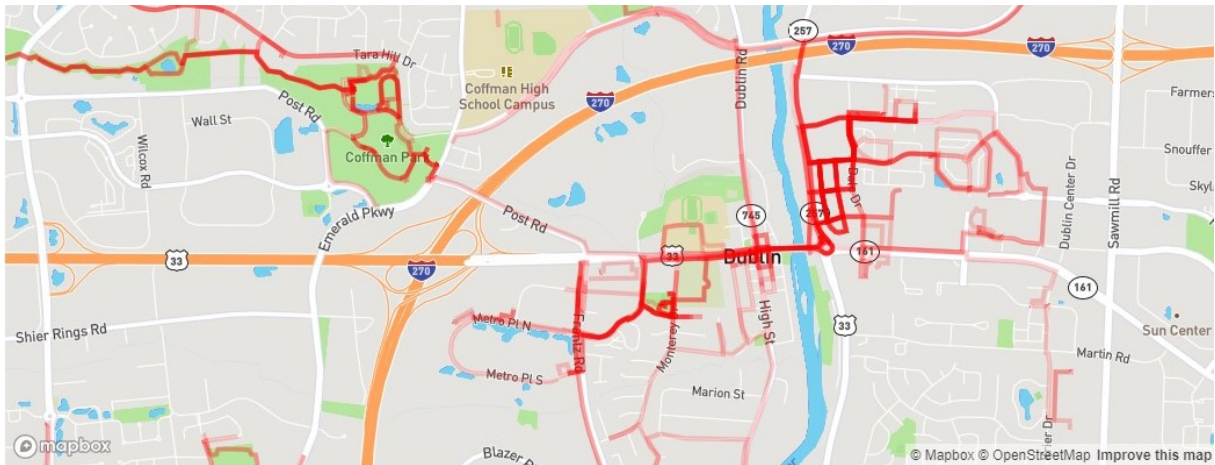 257
270
270
Tara Hill Dr
Dublin Rd
Coffman High
School Campus
270
Farmers
Post Rd
Wall St
Wilcox Rd
Coffman Park
Snouffer
Dale Dr
Dublin Center Dr
Sawmill Rd
Skyla
Emerald Pkwy
Post Rd
745
257
33
33
Dublin
161
270
161
Shier Rings Rd
Metro Pl N
Frantz Rd
High St
33
Sun Center
Monterey
Martin Rd
Metro Pl S
Marion St
mapbox
Blazer P
rier Dr
© Mapbox © OpenStreetMap Improve this map